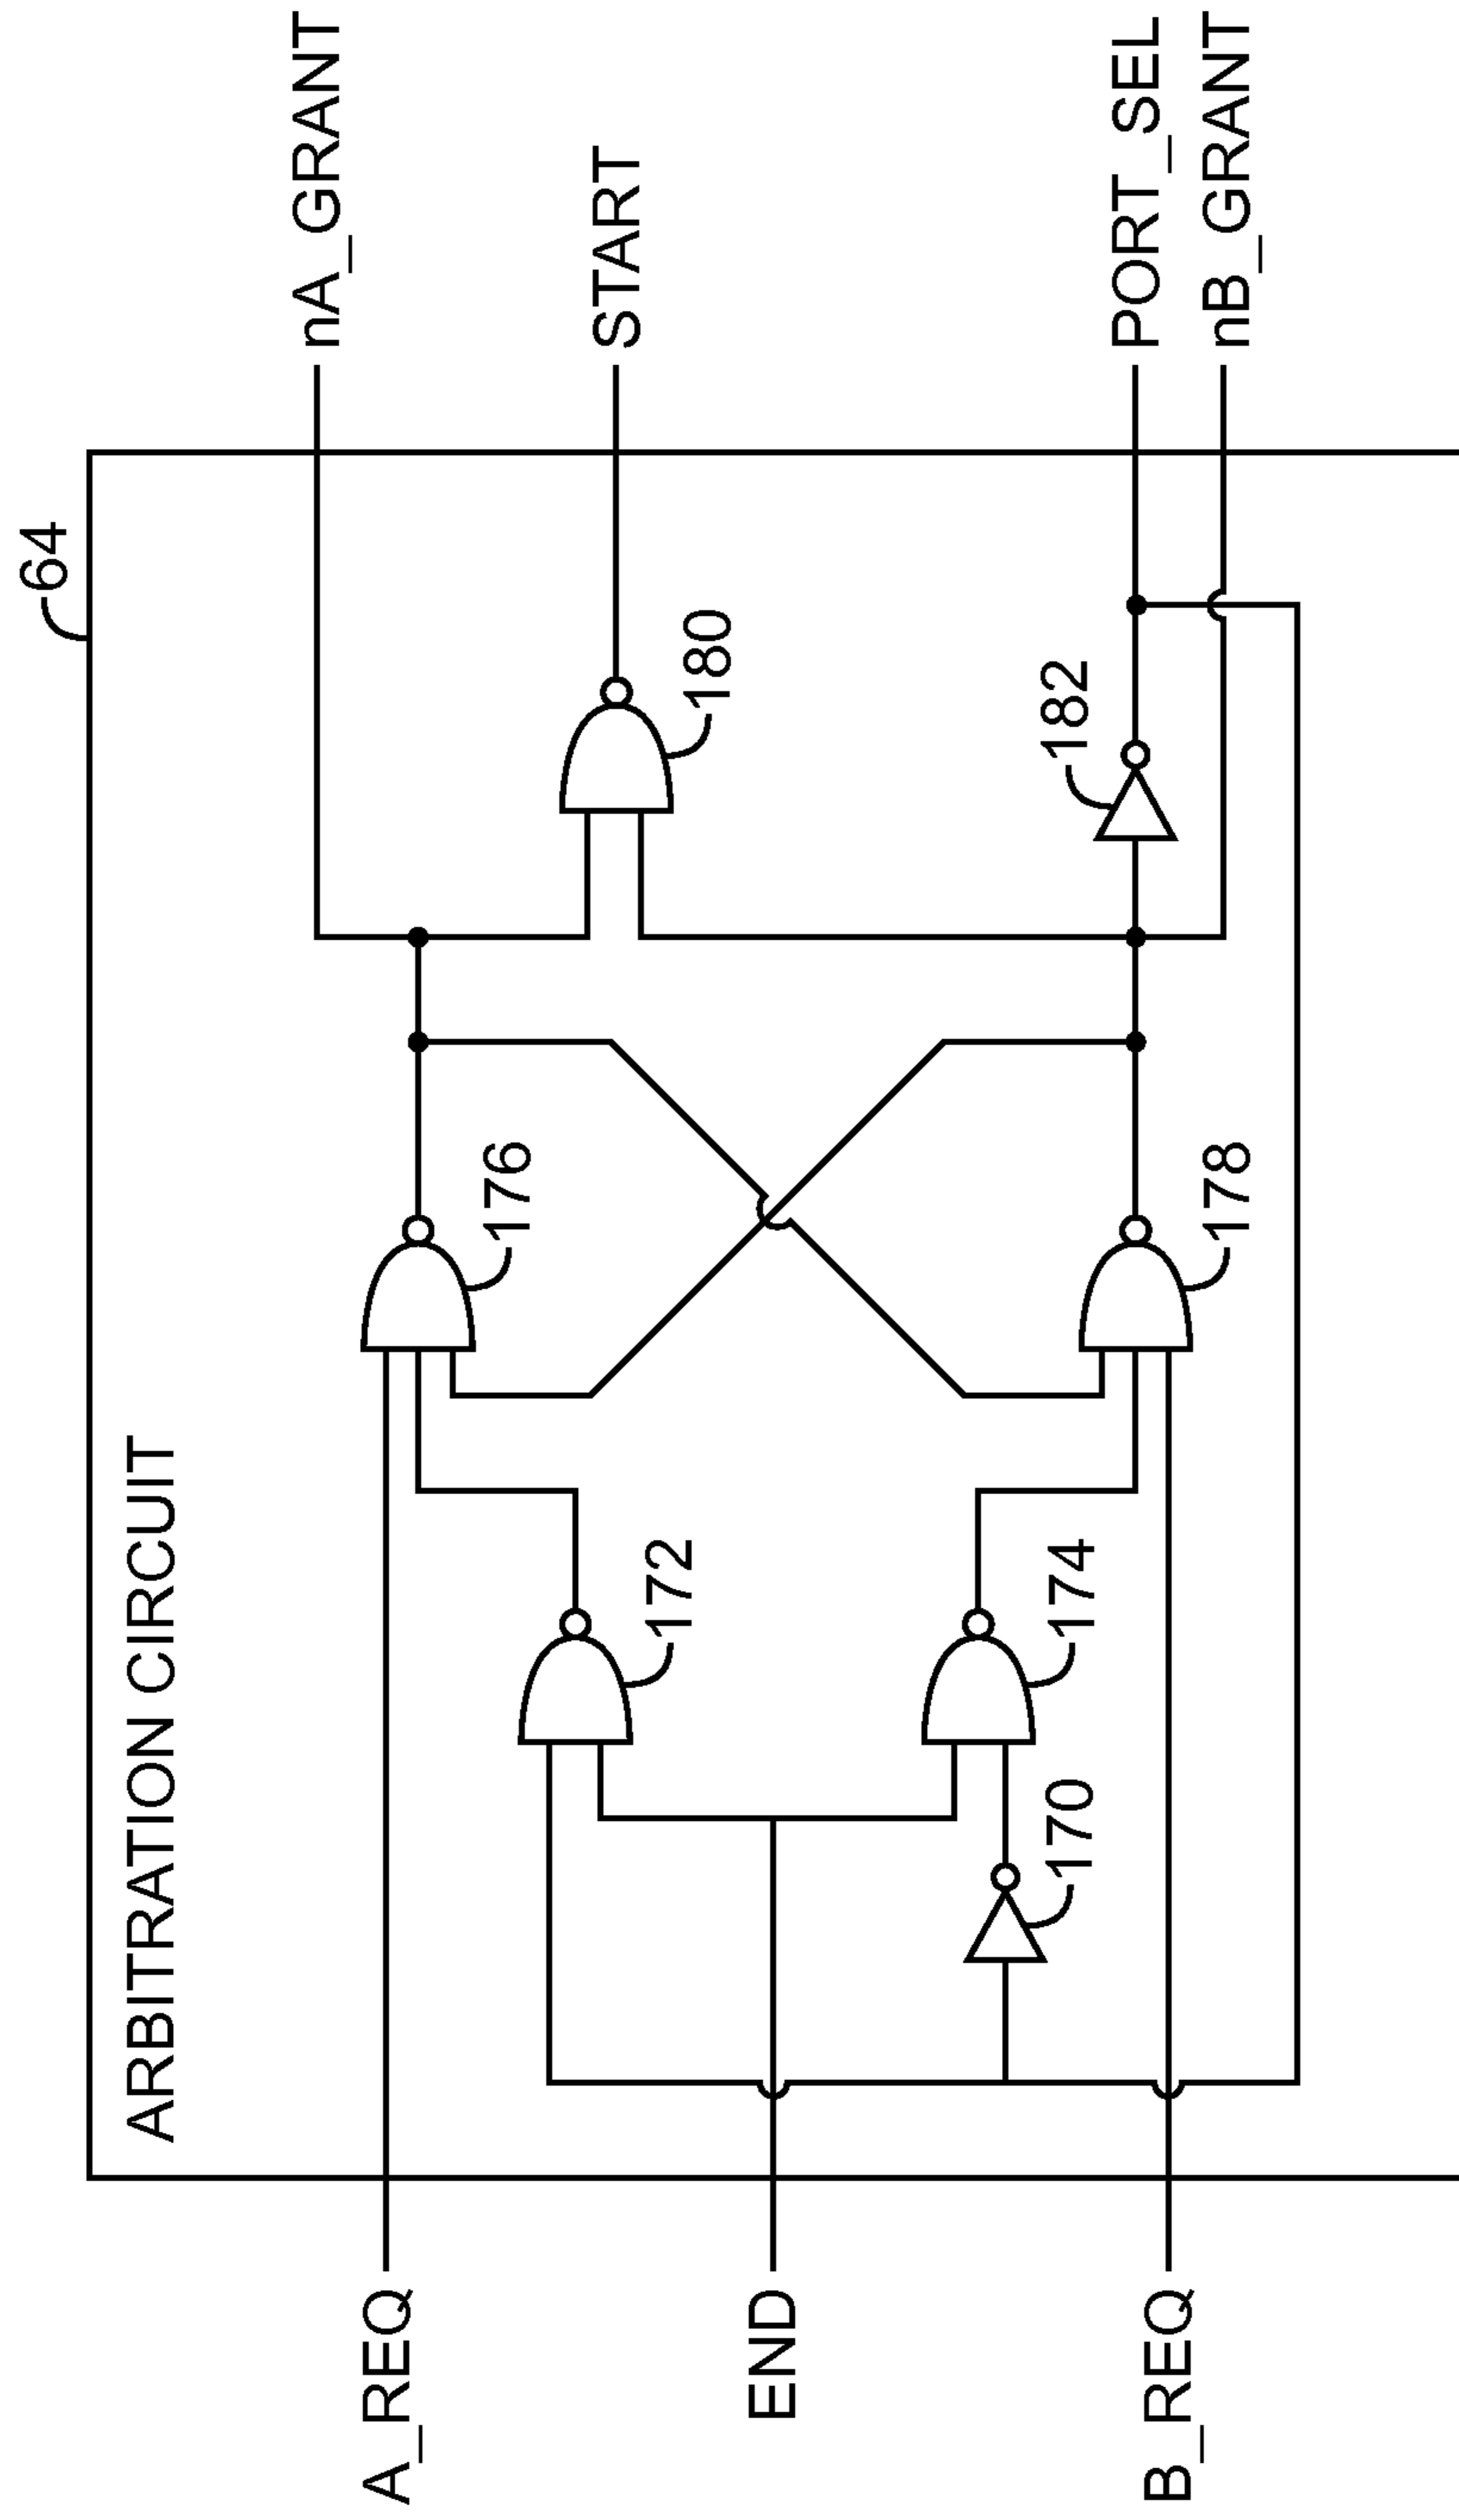 64
ARBITRATION CIRCUIT
A_REQ
END
B_REQ
170
172
174
176
178
180
182
nA_GRANT
START
PORT_SEL
nB_GRANT